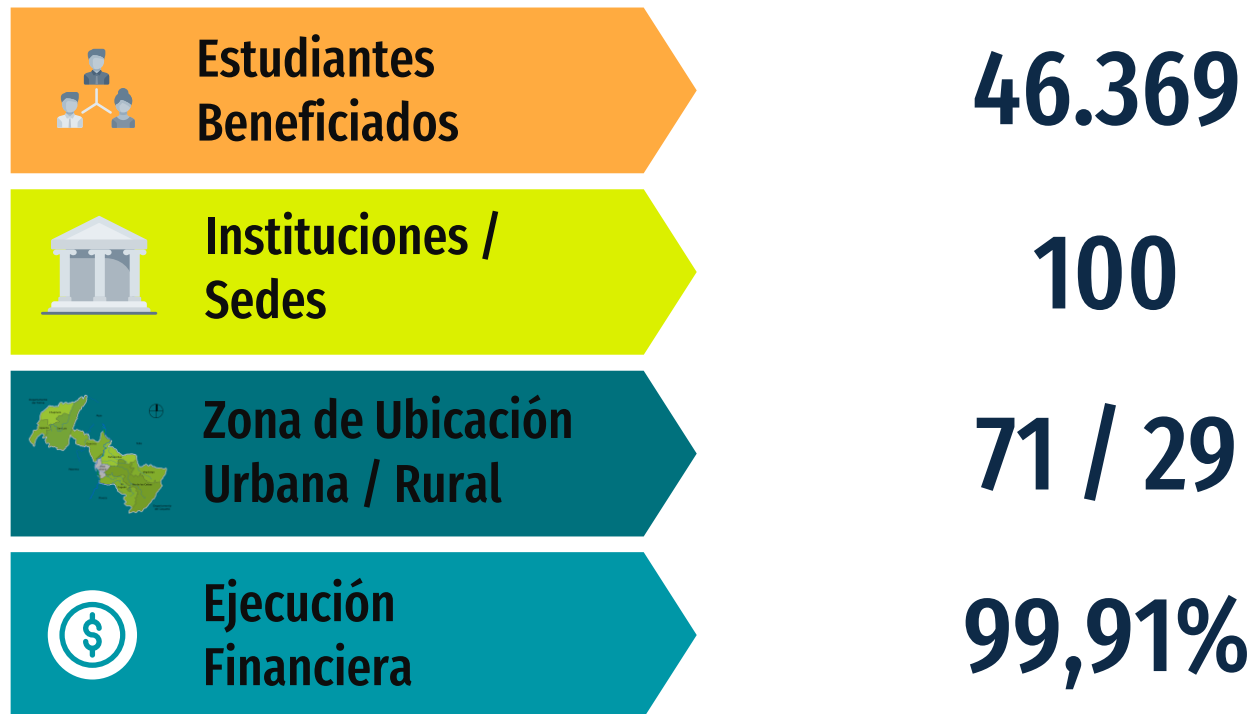 Estudiantes
Beneficiados
46.369
Instituciones /
Sedes
100
Zona de Ubicación
Urbana / Rural
71 / 29
Ejecución
Financiera
99,91%